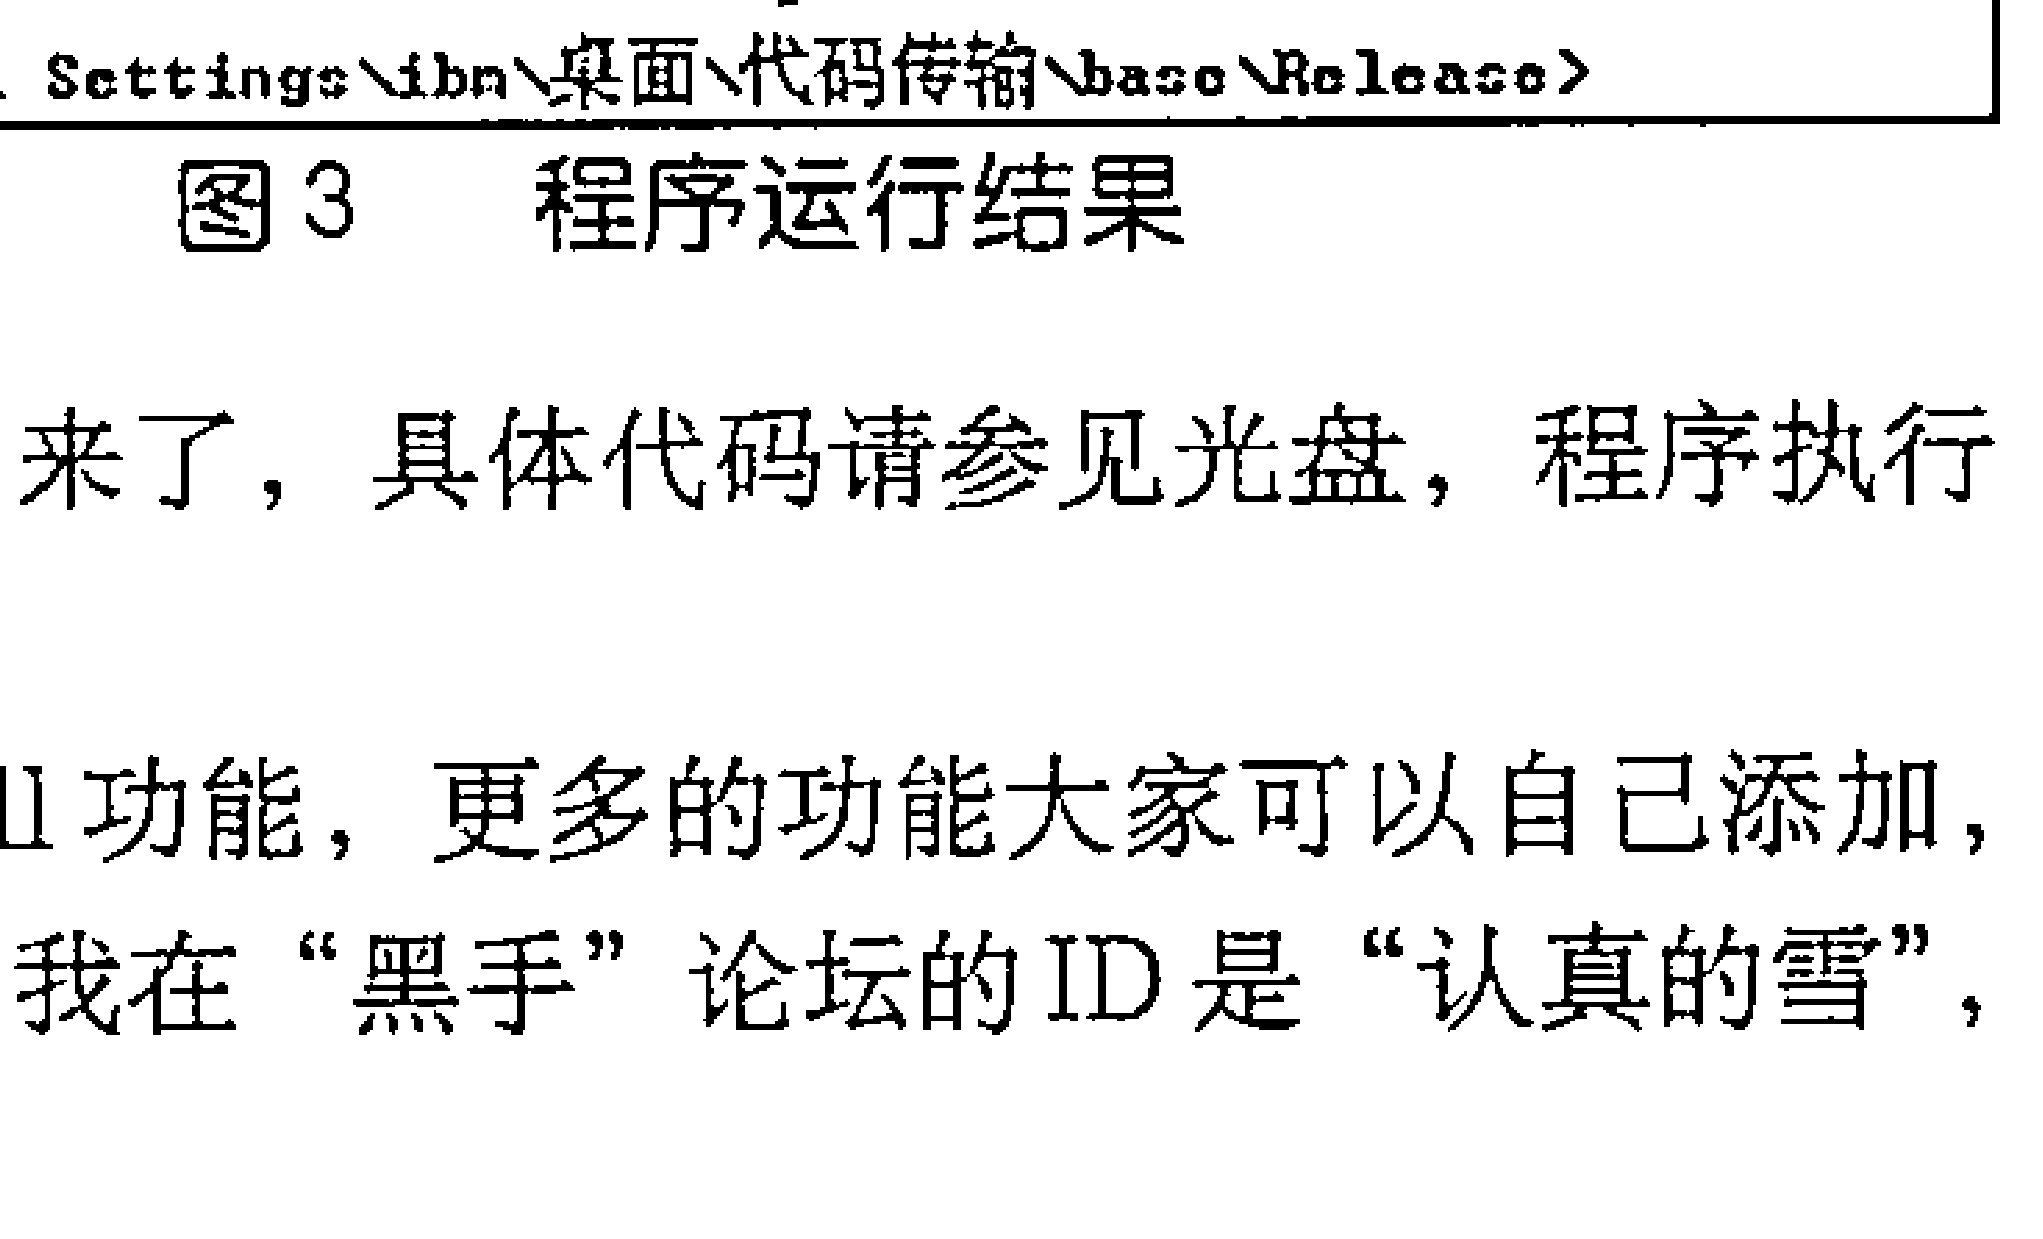 Settings\ibm\桌面\代码传输\base\Release>
图3 程序运行结果
来了，具体代码请参见光盘，程序执行
ll功能，更多的功能大家可以自己添加，
我在“黑手”论坛的ID是“认真的雪”，